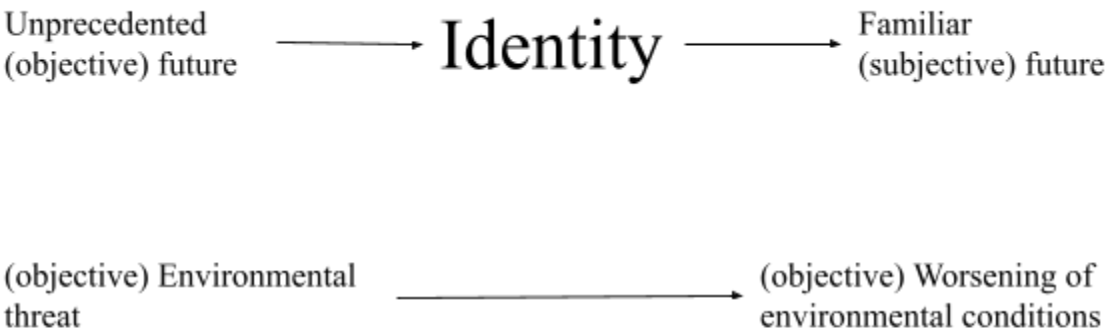 Unprecedented
(objective) future
Identity
Familiar
(subjective) future
(objective) Environmental
threat
(objective) Worsening of
environmental conditions